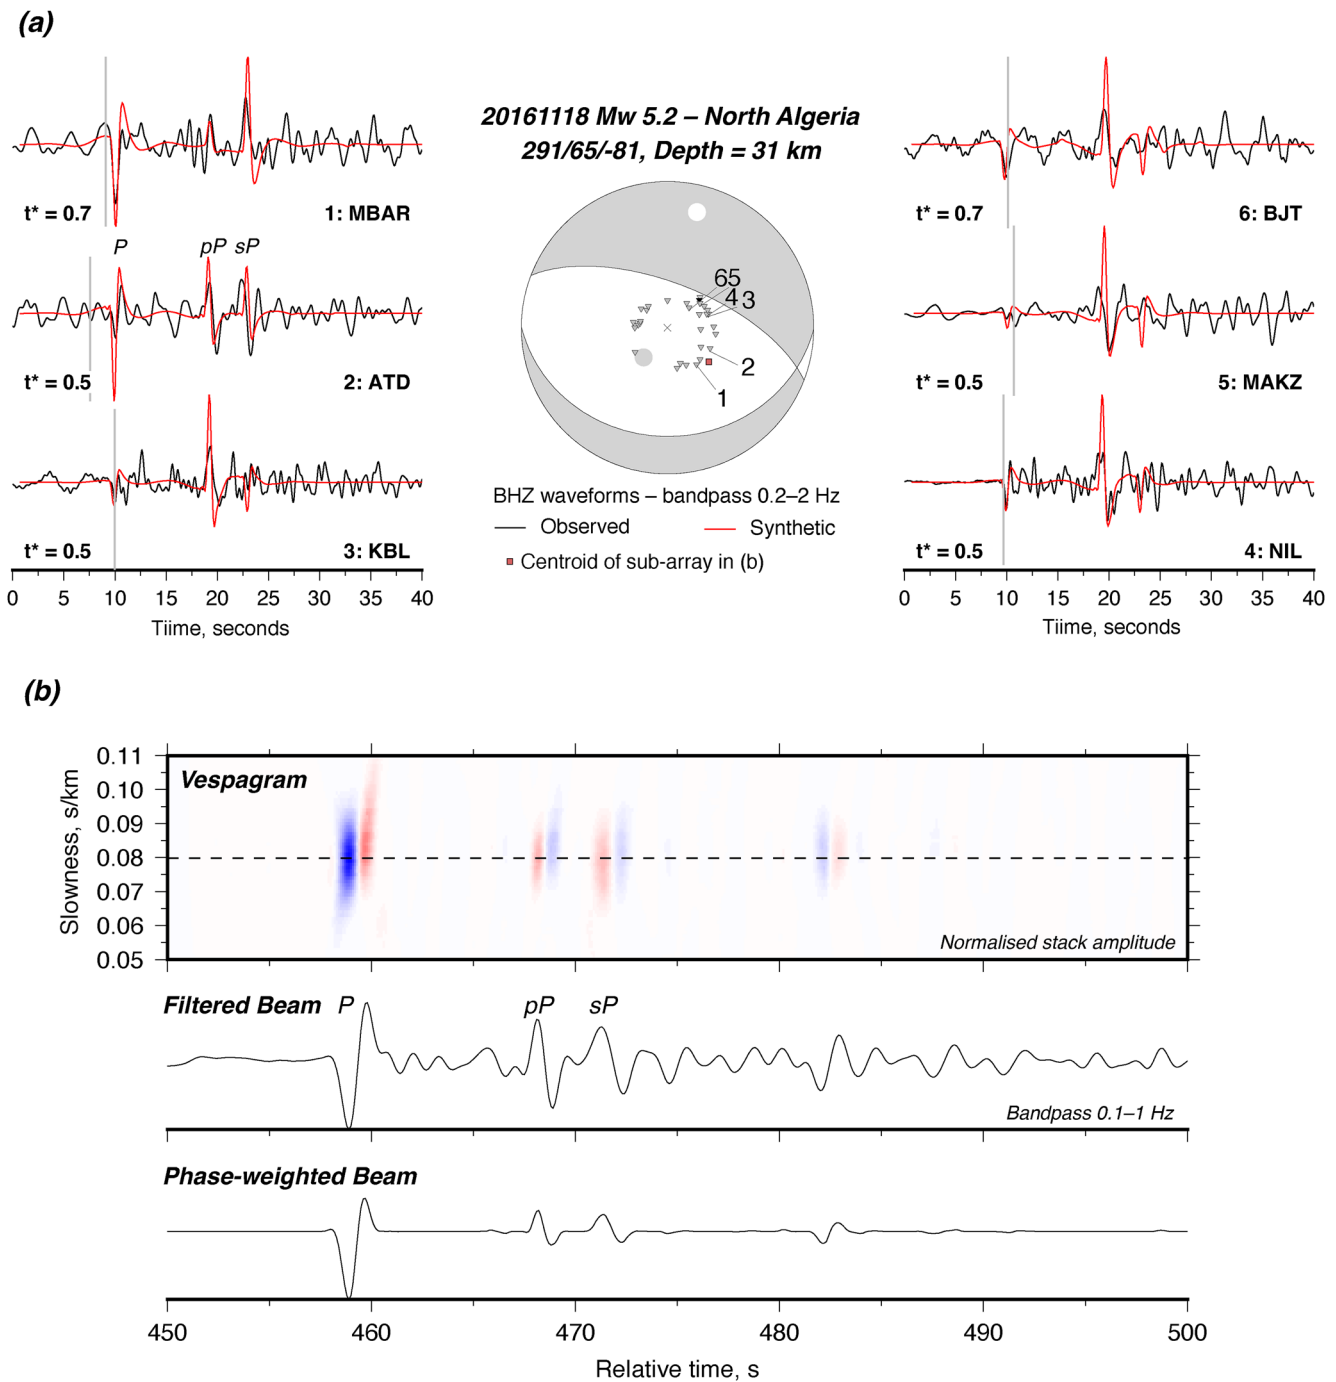 (a)
t* = 0.7
1: MBAR
P
pP
sP
t* = 0.5
2: ATD
t* = 0.5
3: KBL
0 5 10 15 20 25 30 35 40
Tiime, seconds
20161118 Mw 5.2 – North Algeria
291/65/-81, Depth = 31 km
65
4 3
2
1
BHZ waveforms – bandpass 0.2–2 Hz
Observed
Synthetic
Centroid of sub-array in (b)
t* = 0.7
6: BJT
t* = 0.5
5: MAKZ
t* = 0.5
4: NIL
0 5 10 15 20 25 30 35 40
Tiime, seconds
(b)
450 460 470 480 490 500
Slowness, s/km
0.11
0.10
0.09
0.08
0.07
0.06
0.05
Vespagram
Normalised stack amplitude
Filtered Beam
P
pP
sP
Bandpass 0.1–1 Hz
Phase-weighted Beam
450 460 470 480 490 500
Relative time, s